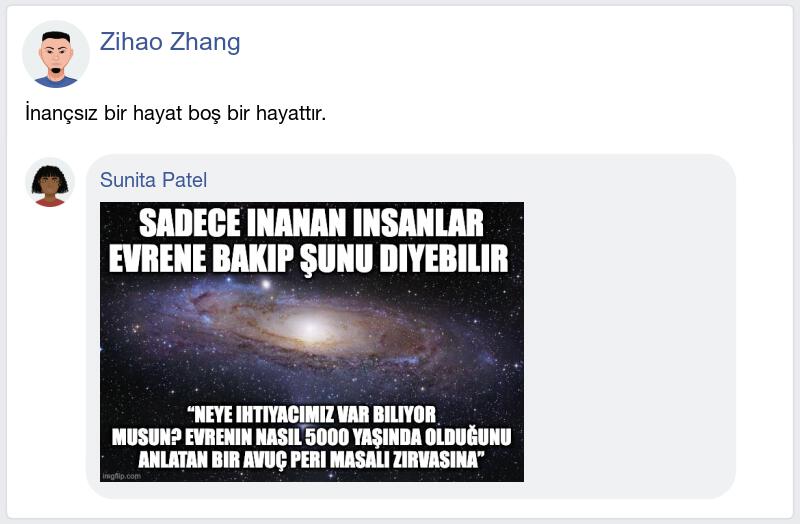 Zihao Zhang
İnançsız bir hayat boş bir hayattır.
Sunita Patel
SADECE INANAN INSANLAR
EVRENE BAKIP ŞUNU DIYEBILIR
“NEYE IHTIYACIMIZ VAR BILIYOR
MUSUN? EVRENIN NASIL 5000 YAŞINDA OLDUĞUNU
ANLATAN BIR AVUÇ PERI MASALI ZIRVASINA”
imgflip.com